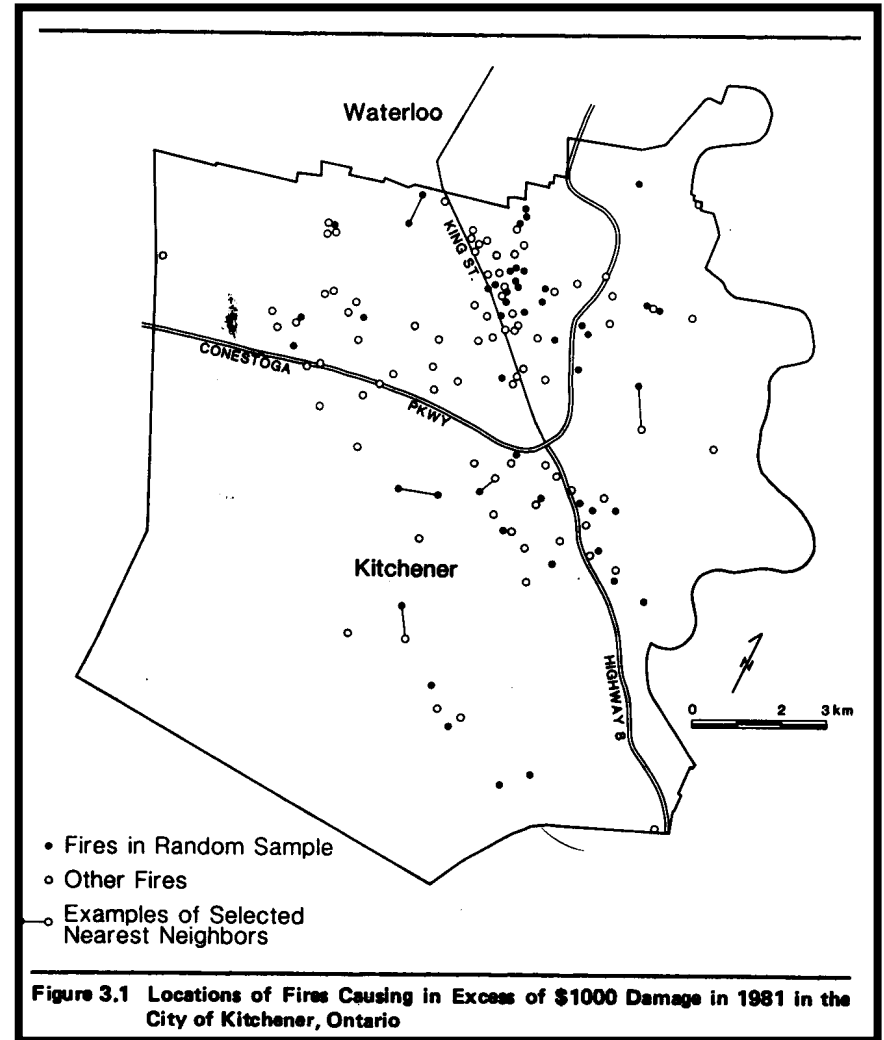 Waterloo
KING ST.
CONESTOGA
PKWY
Kitchener
N
HIGHWAY 8
0 2 3 km
Fires in Random Sample
Other Fires
Examples of Selected
Nearest Neighbors
Figure 3.1 Locations of Fires Causing in Excess of $1000 Damage in 1981 in the
City of Kitchener, Ontario